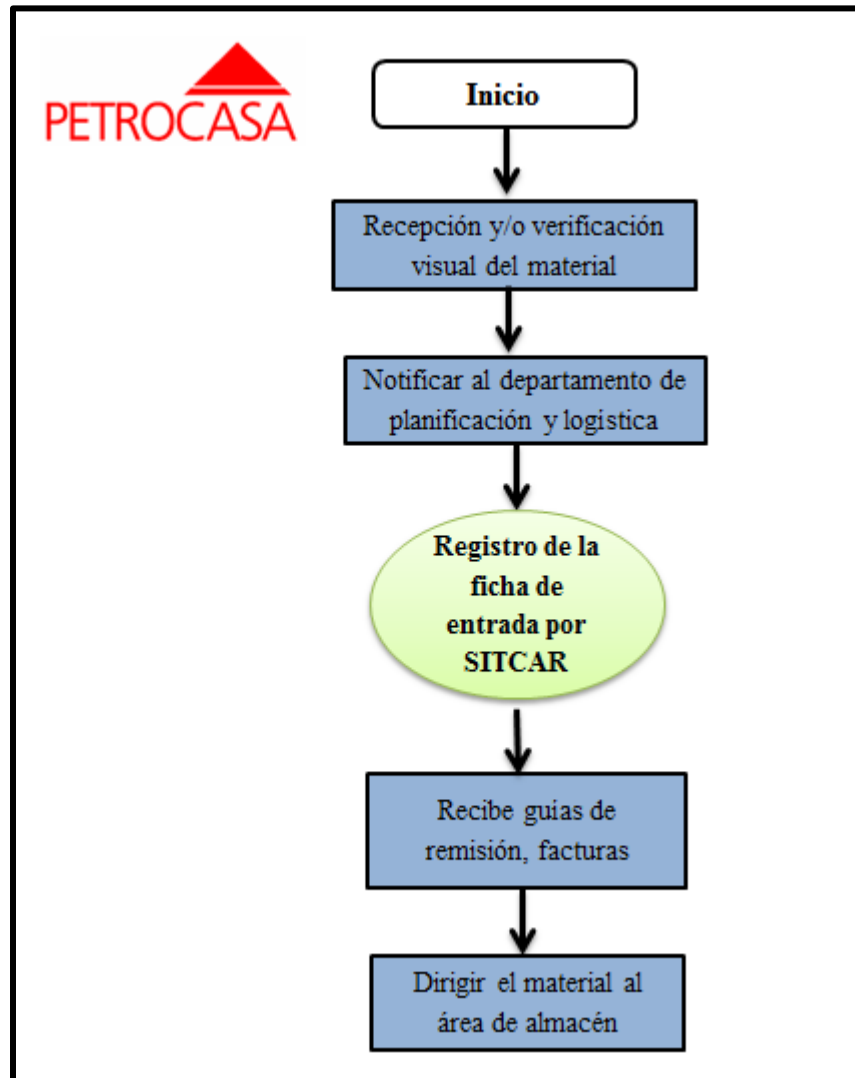 PETROCASA
Inicio
Recepción y/o verificación
visual del material
Notificar al departamento de
planificación y logistica
Registro de la
ficha de
entrada por
SITCAR
Recibe guias de
remisión, facturas
Dirigir el material al
área de almacén